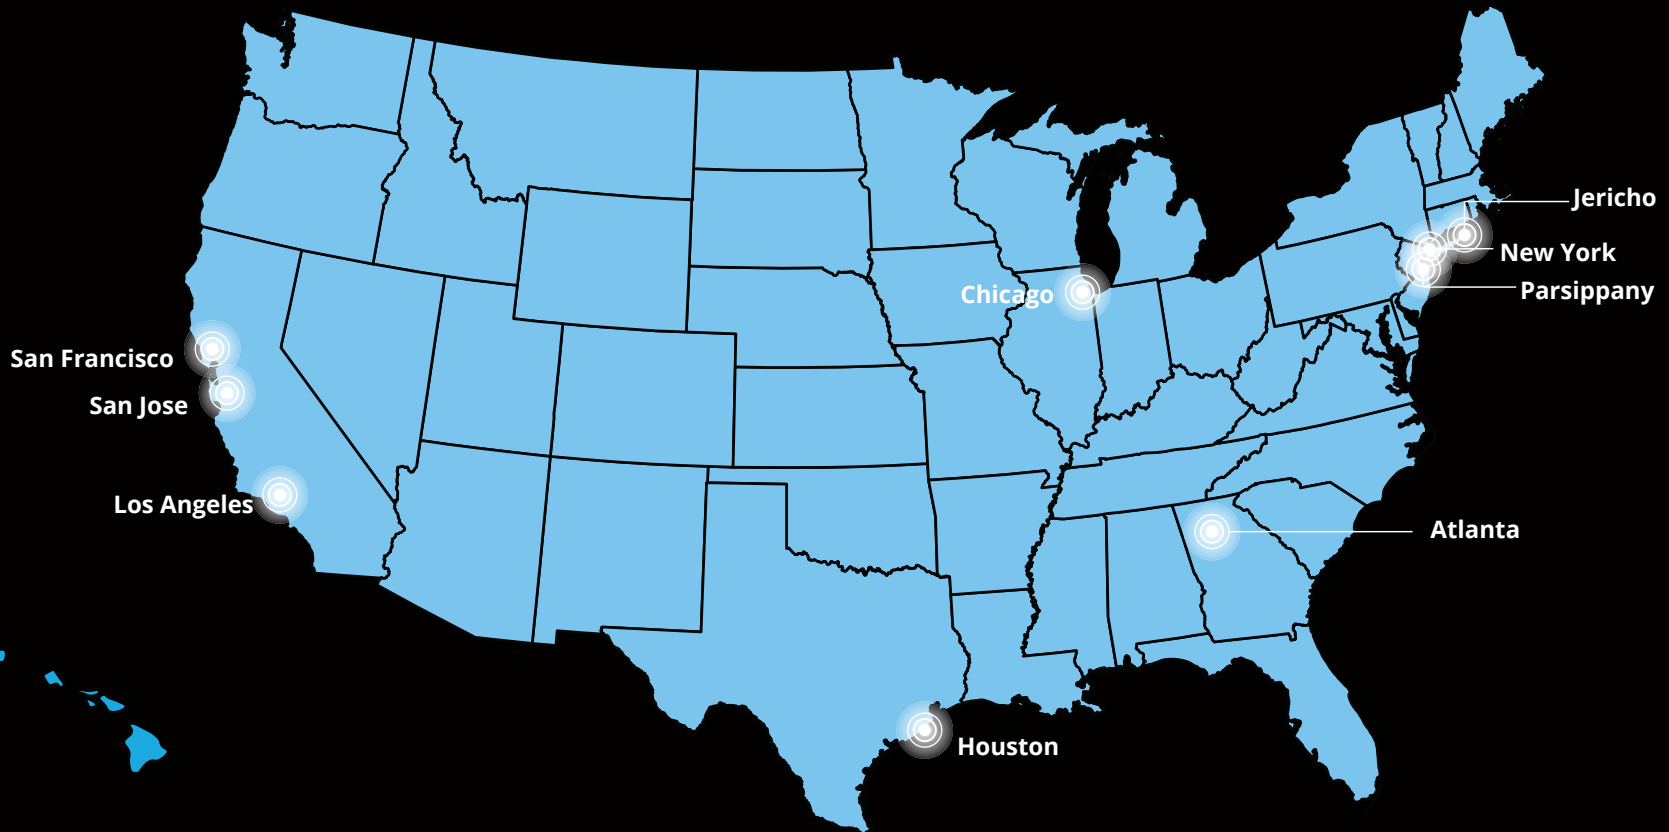 Jericho
New York
Parsippany
Chicago
San Francisco
San Jose
Los Angeles
Atlanta
Houston